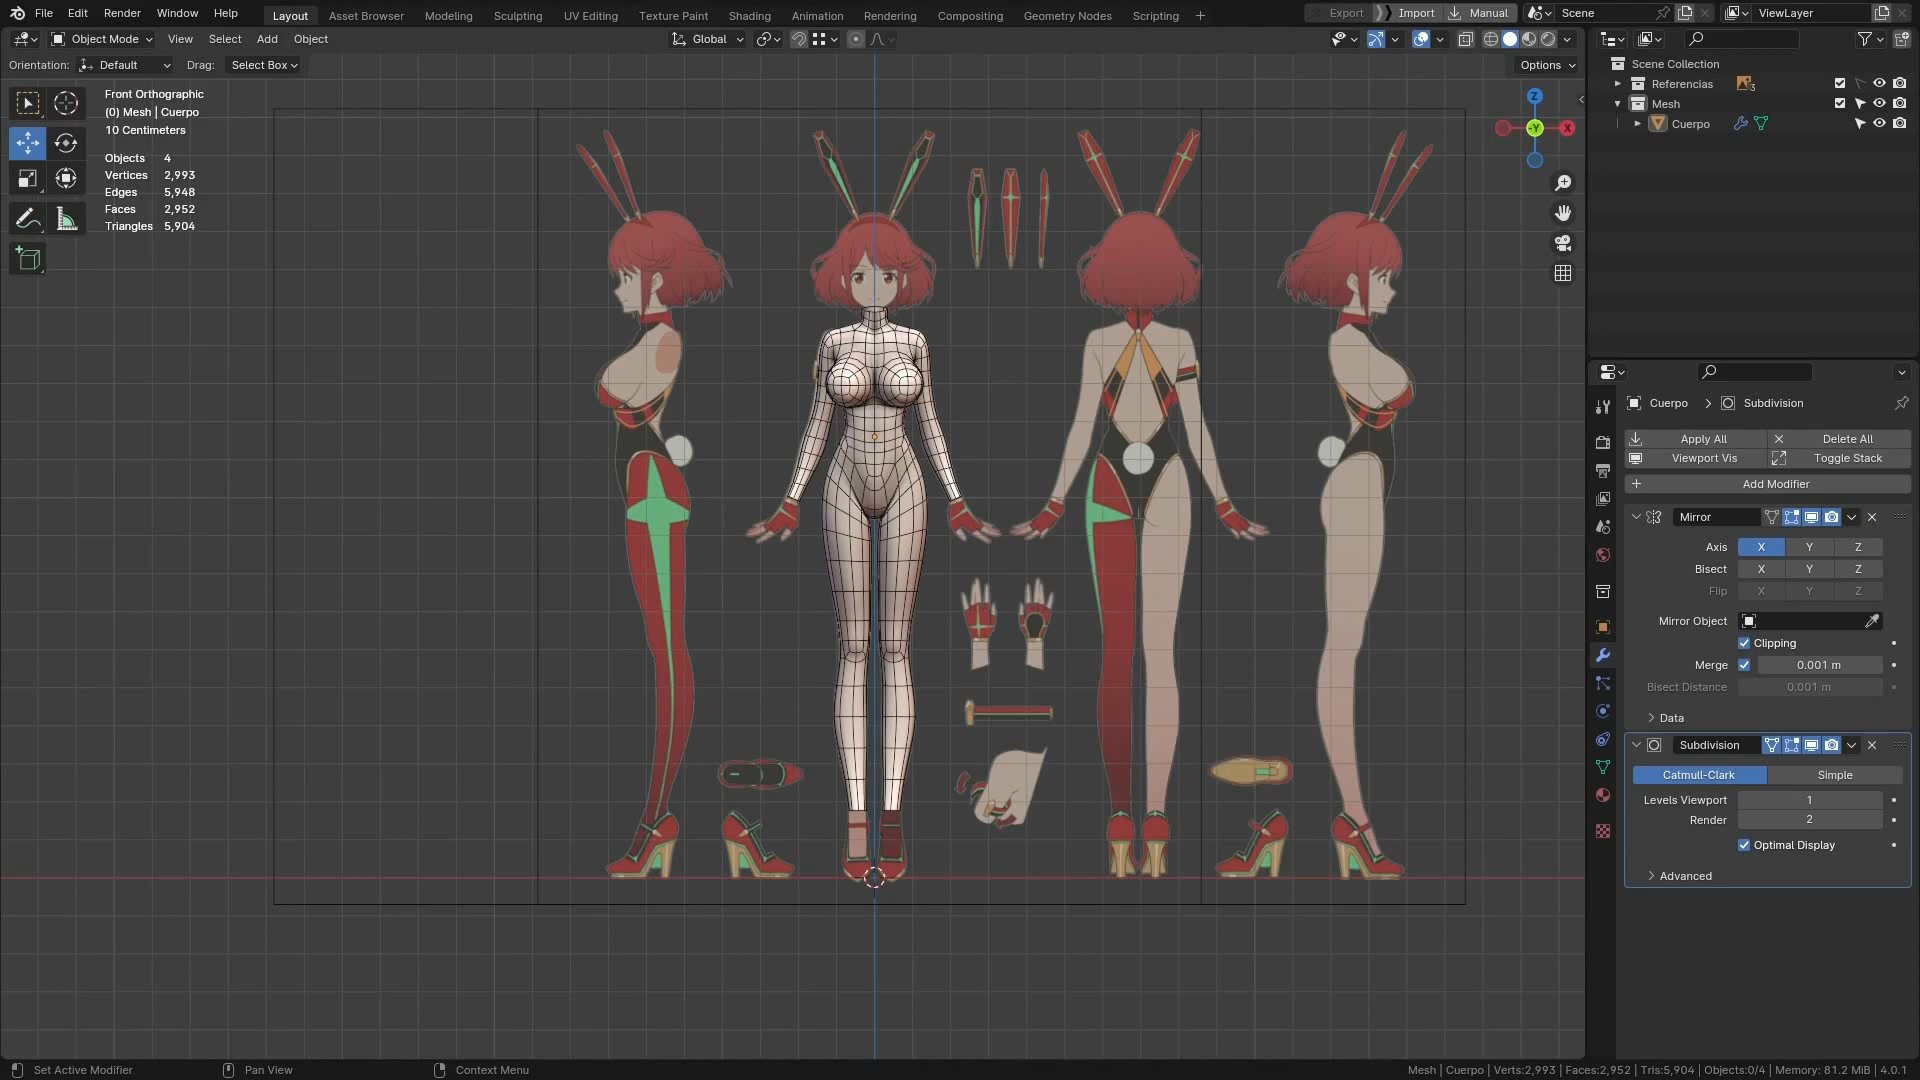 File Edit Render Window Help Layout Asset Browser Modeling Sculpting UV Editing Texture Paint Shading Animation Rendering Compositing Geometry Nodes Scripting + Export Import Manual Scene ViewLayer
Object Mode View Select Add Object Global
Orientation: Default Drag: Select Box Options
Front Orthographic
(0) Mesh | Cuerpo
10 Centimeters
Objects 4
Vertices 2,993
Edges 5,948
Faces 2,952
Triangles 5,904
Z
Y
X
Scene Collection
Referencias 3
Mesh
Cuerpo
Cuerpo > Subdivision
Apply All Delete All
Viewport Vis Toggle Stack
Add Modifier
Mirror
Axis X Y Z
Bisect X Y Z
Flip X Y Z
Mirror Object
Clipping
Merge 0.001 m
Bisect Distance 0.001 m
Data
Subdivision
Catmull-Clark Simple
Levels Viewport 1
Render 2
Optimal Display
Advanced
Set Active Modifier Pan View Context Menu Mesh | Cuerpo | Verts:2,993 | Faces:2,952 | Tris:5,904 | Objects:0/4 | Memory: 81.2 MiB | 4.0.1